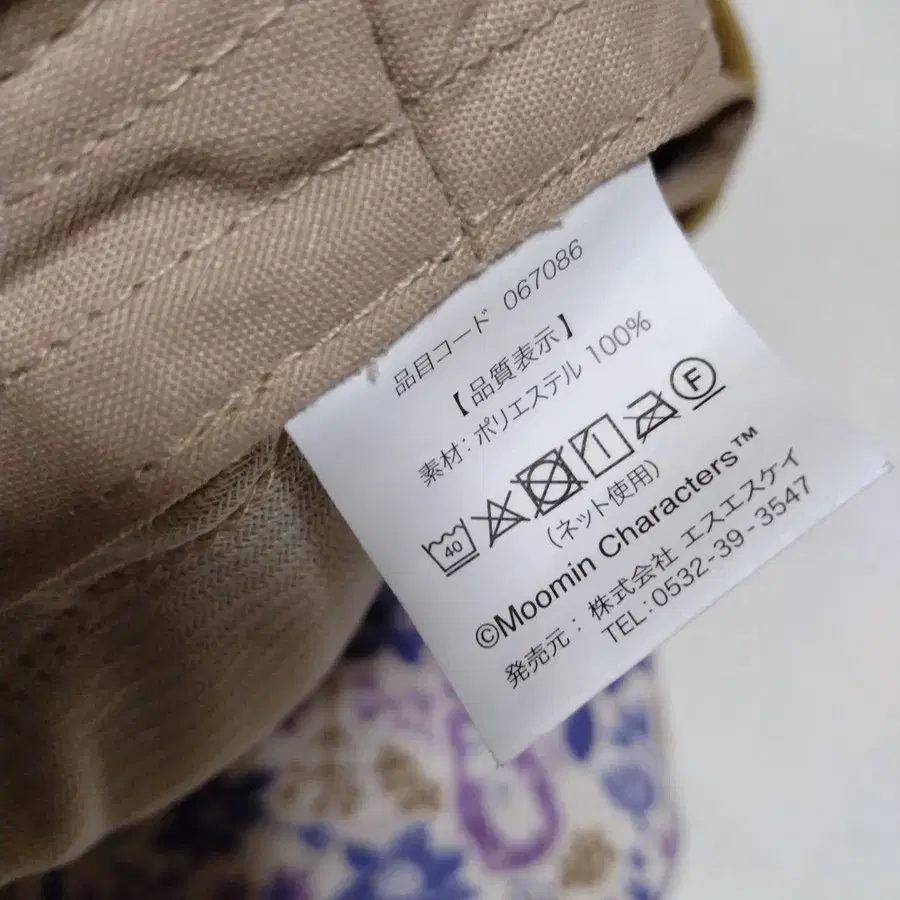 品目コード 067086
【品質表示】
素材：ポリエステル 100%
40 F
(ネット使用)
©Moomin Characters™
発売元：株式会社 エスエスケイ
TEL：0532-39-3547